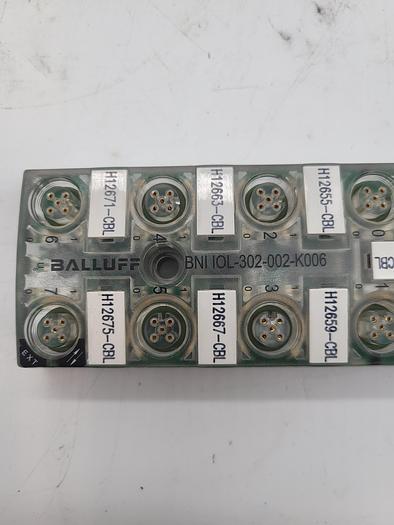 H12671-CBL
H12663-CBL
H12655-CBL
6
4
2
0
BALLUFF
BNI IOL-302-002-K006
CBL
7
5
3
1
H12675-CBL
H12667-CBL
H12659-CBL
EXT